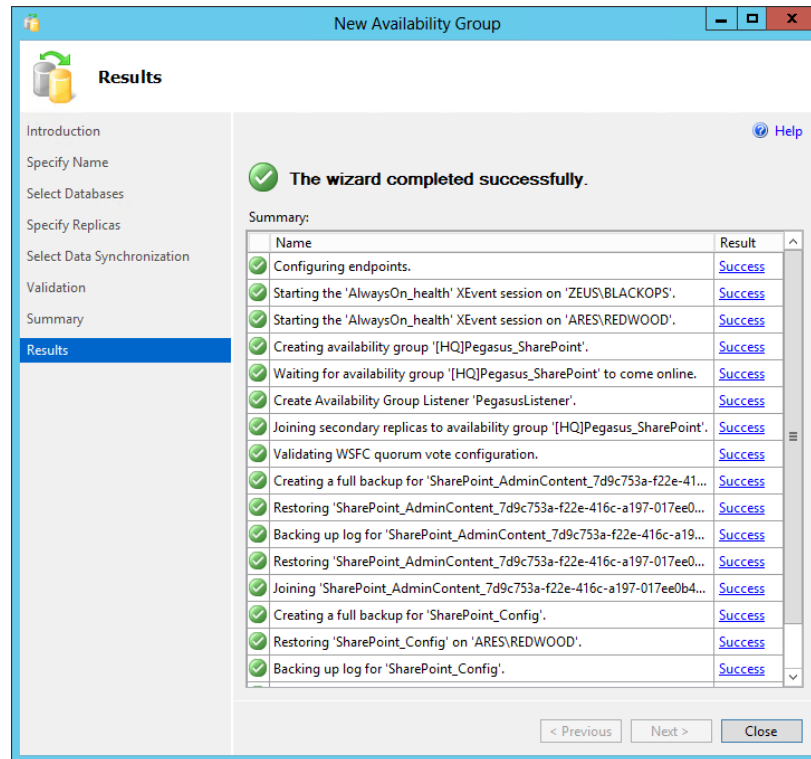 New Availability Group
Results
Introduction
Specify Name
Select Databases
Specify Replicas
Select Data Synchronization
Validation
Summary
Results
Help
The wizard completed successfully.
Summary:
Name Result
Configuring endpoints. Success
Starting the 'AlwaysOn_health' XEvent session on 'ZEUS\BLACKOPS'. Success
Starting the 'AlwaysOn_health' XEvent session on 'ARES\REDWOOD'. Success
Creating availability group '[HQ]Pegasus_SharePoint'. Success
Waiting for availability group '[HQ]Pegasus_SharePoint' to come online. Success
Create Availability Group Listener 'PegasusListener'. Success
Joining secondary replicas to availability group '[HQ]Pegasus_SharePoint'. Success
Validating WSFC quorum vote configuration. Success
Creating a full backup for 'SharePoint_AdminContent_7d9c753a-f22e-41... Success
Restoring 'SharePoint_AdminContent_7d9c753a-f22e-416c-a197-017ee0... Success
Backing up log for 'SharePoint_AdminContent_7d9c753a-f22e-416c-a19... Success
Restoring 'SharePoint_AdminContent_7d9c753a-f22e-416c-a197-017ee0... Success
Joining 'SharePoint_AdminContent_7d9c753a-f22e-416c-a197-017ee0b4... Success
Creating a full backup for 'SharePoint_Config'. Success
Restoring 'SharePoint_Config' on 'ARES\REDWOOD'. Success
Backing up log for 'SharePoint_Config'. Success
< Previous Next > Close